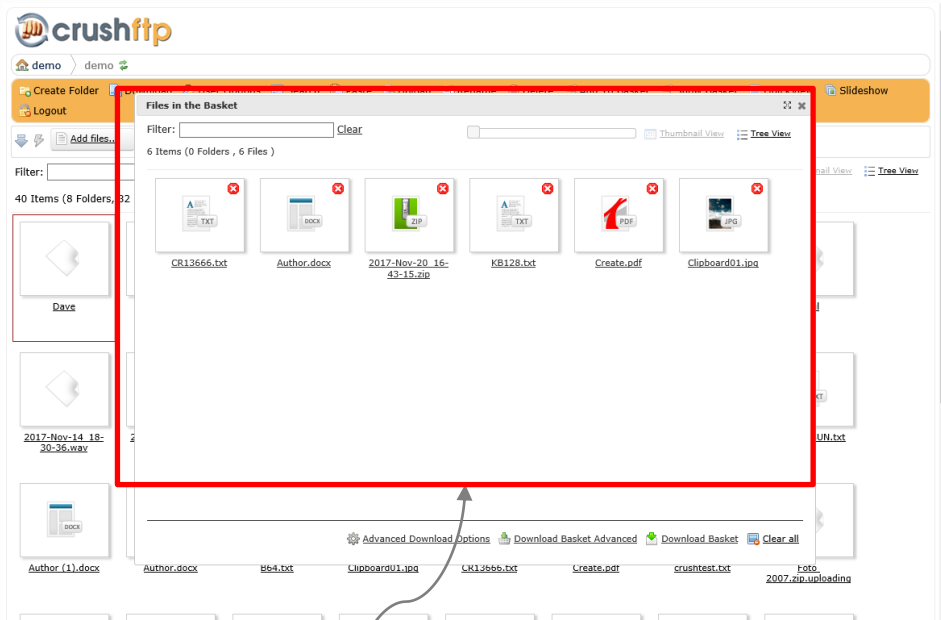 crushftp
demo
demo
Create Folder
Slideshow
Logout
Files in the Basket
Add files..
Filter:
Clear
Thumbnail View
Tree View
6 Items (0 Folders , 6 Files )
Filter:
nail View
Tree View
40 Items (8 Folders, 32
TXT
DOCX
ZIP
TXT
PDF
JPG
CR13666.txt
Author.docx
2017-Nov-20_16-
43-15.zip
KB128.txt
Create.pdf
Clipboard01.jpg
Dave
2017-Nov-14_18-
30-36.wav
UN.txt
DOCX
Advanced Download Options
Download Basket Advanced
Download Basket
Clear all
Author (1).docx
Author.docx
B64.txt
Clipboard01.jpg
CR13666.txt
Create.pdf
crushtest.txt
Foto
2007.zip.uploading